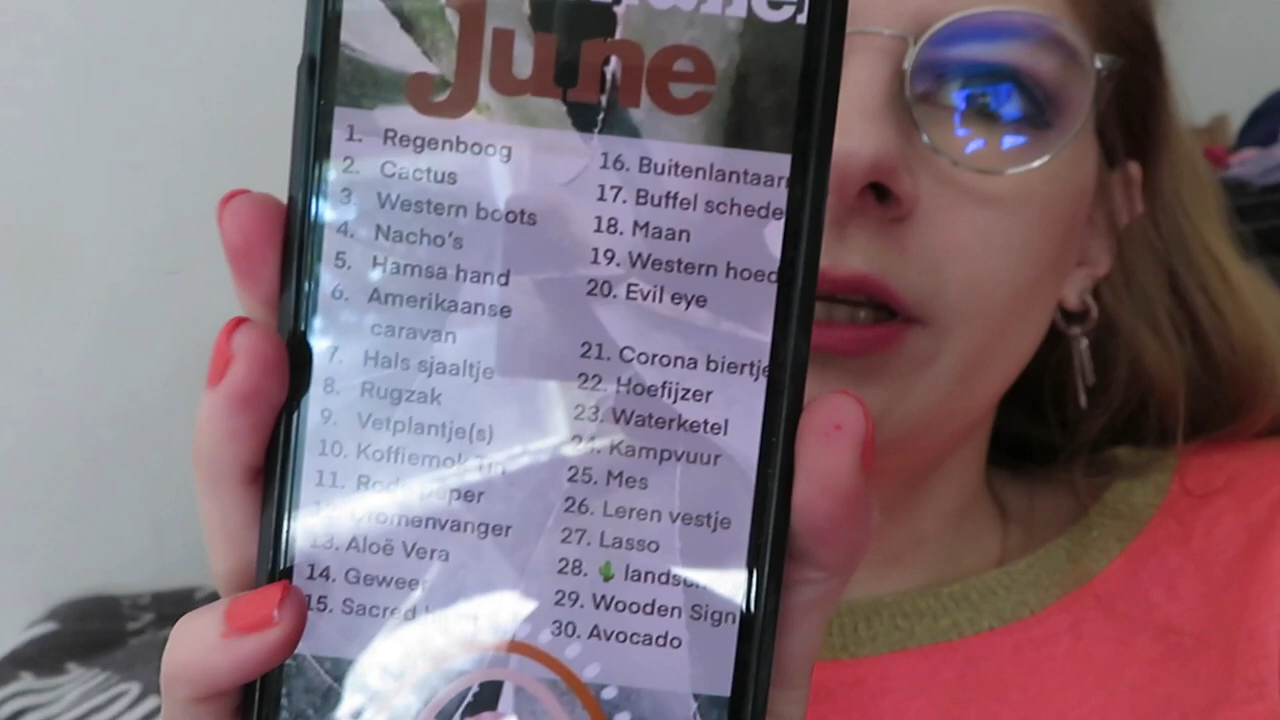 June
1. Regenboog
2. Cactus
3. Western boots
4. Nacho's
5. Hamsa hand
6. Amerikaanse
caravan
7. Hals sjaaltje
8. Rugzak
9. Vetplantje(s)
10.
11.
13. Aloë Vera
14.
15. Sacred
16. Buitenlantaarn
17. Buffel schede
18. Maan
19. Western hoed
20. Evil eye
21. Corona biertje
22. Hoefijzer
23. Waterketel
24. Kampvuur
25. Mes
26. Leren vestje
27. Lasso
28. 🌵
29. Wooden Sign
30. Avocado